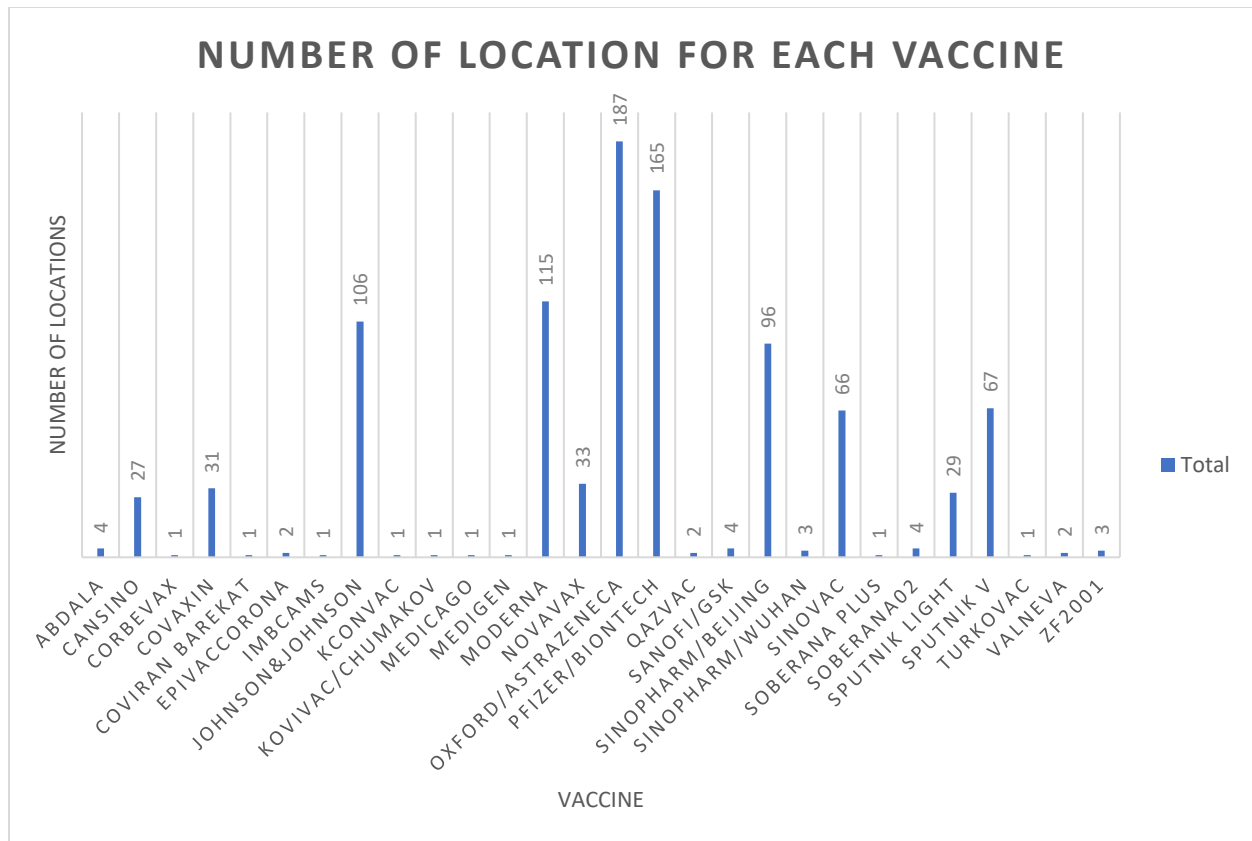 NUMBER OF LOCATION FOR EACH VACCINE
NUMBER OF LOCATIONS
4
27
1
31
1
2
1
106
1
1
1
1
115
33
187
165
2
4
96
3
66
1
4
29
67
1
2
3
Total
ABDALA
CANSINO
CORBEVAX
COVAXIN
COVIRAN BAREKAT
EPIVACCORONA
IMBCAMS
JOHNSON&JOHNSON
KCONVAC
KOVIVAC/CHUMAKOV
MEDICAGO
MEDIGEN
MODERNA
NOVAVAX
OXFORD/ASTRAZENECA
PFIZER/BIONTECH
QAZVAC
SANOFI/GSK
SINOPHARM/BEIJING
SINOPHARM/WUHAN
SINOVAC
SOBERANA PLUS
SOBERANA02
SPUTNIK LIGHT
SPUTNIK V
TURKOVAC
VALNEVA
ZF2001
VACCINE